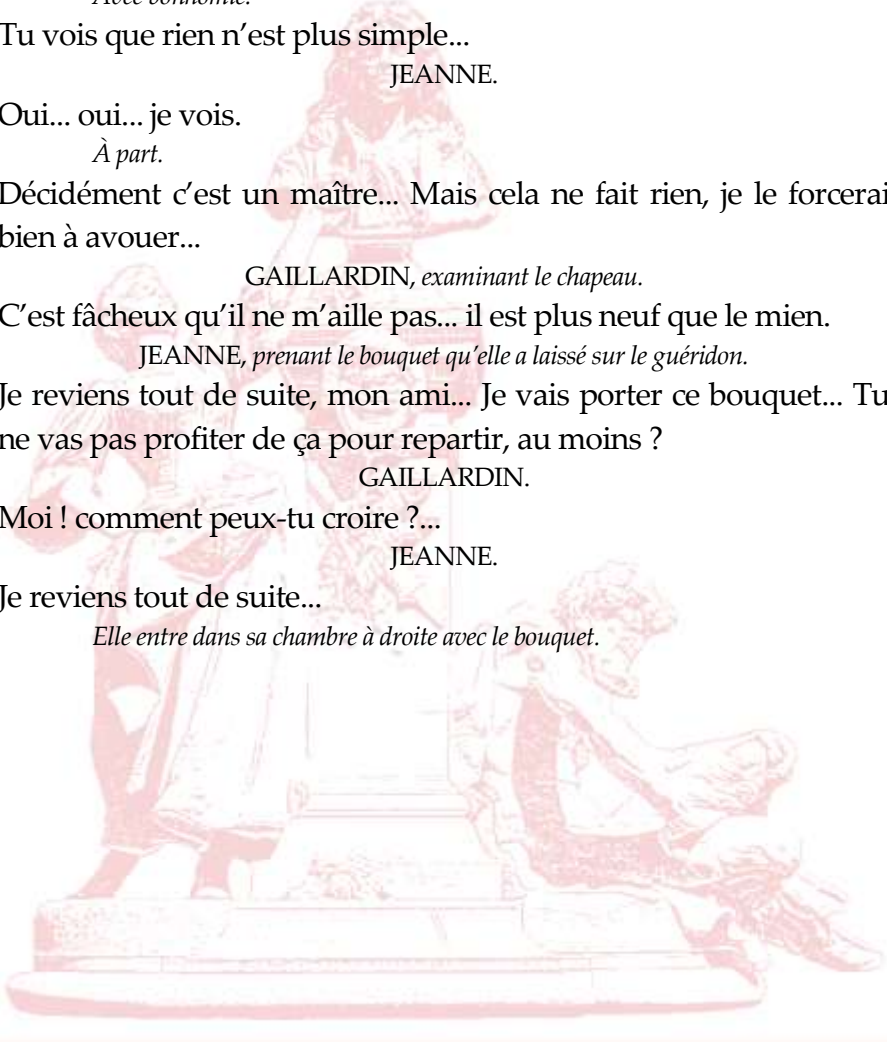 Avec bonhomie.
Tu vois que rien n’est plus simple...
JEANNE.
Oui... oui... je vois.
À part.
Décidément c’est un maître... Mais cela ne fait rien, je le forcerai
bien à avouer...
GAILLARDIN, examinant le chapeau.
C’est fâcheux qu’il ne m’aille pas... il est plus neuf que le mien.
JEANNE, prenant le bouquet qu’elle a laissé sur le guéridon.
Je reviens tout de suite, mon ami... Je vais porter ce bouquet... Tu
ne vas pas profiter de ça pour repartir, au moins ?
GAILLARDIN.
Moi ! comment peux-tu croire ?...
JEANNE.
Je reviens tout de suite...
Elle entre dans sa chambre à droite avec le bouquet.